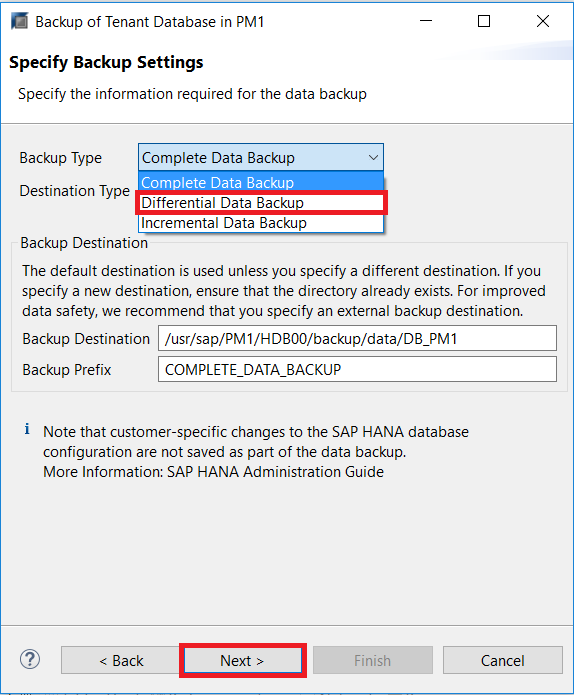 Backup of Tenant Database in PM1
Specify Backup Settings
Specify the information required for the data backup
Backup Type Complete Data Backup
Complete Data Backup
Destination Type
Differential Data Backup
Incremental Data Backup
Backup Destination
The default destination is used unless you specify a different destination. If you
specify a new destination, ensure that the directory already exists. For improved
data safety, we recommend that you specify an external backup destination.
Backup Destination /usr/sap/PM1/HDB00/backup/data/DB_PM1
Backup Prefix COMPLETE_DATA_BACKUP
i Note that customer-specific changes to the SAP HANA database
configuration are not saved as part of the data backup.
More Information: SAP HANA Administration Guide
? < Back Next > Finish Cancel